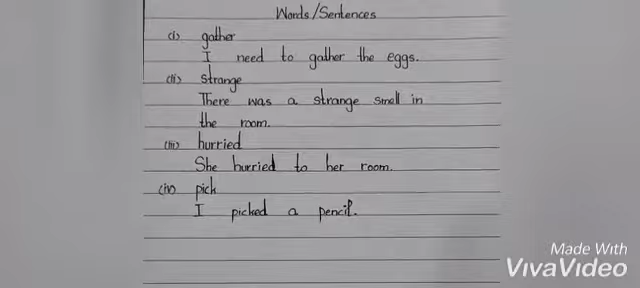 Words/Sentences
(i) gather
I need to gather the eggs.
(ii) strange
There was a strange smell in
the room.
(iii) hurried
She hurried to her room.
(iv) pick
I picked a pencil.
Made With
VivaVideo